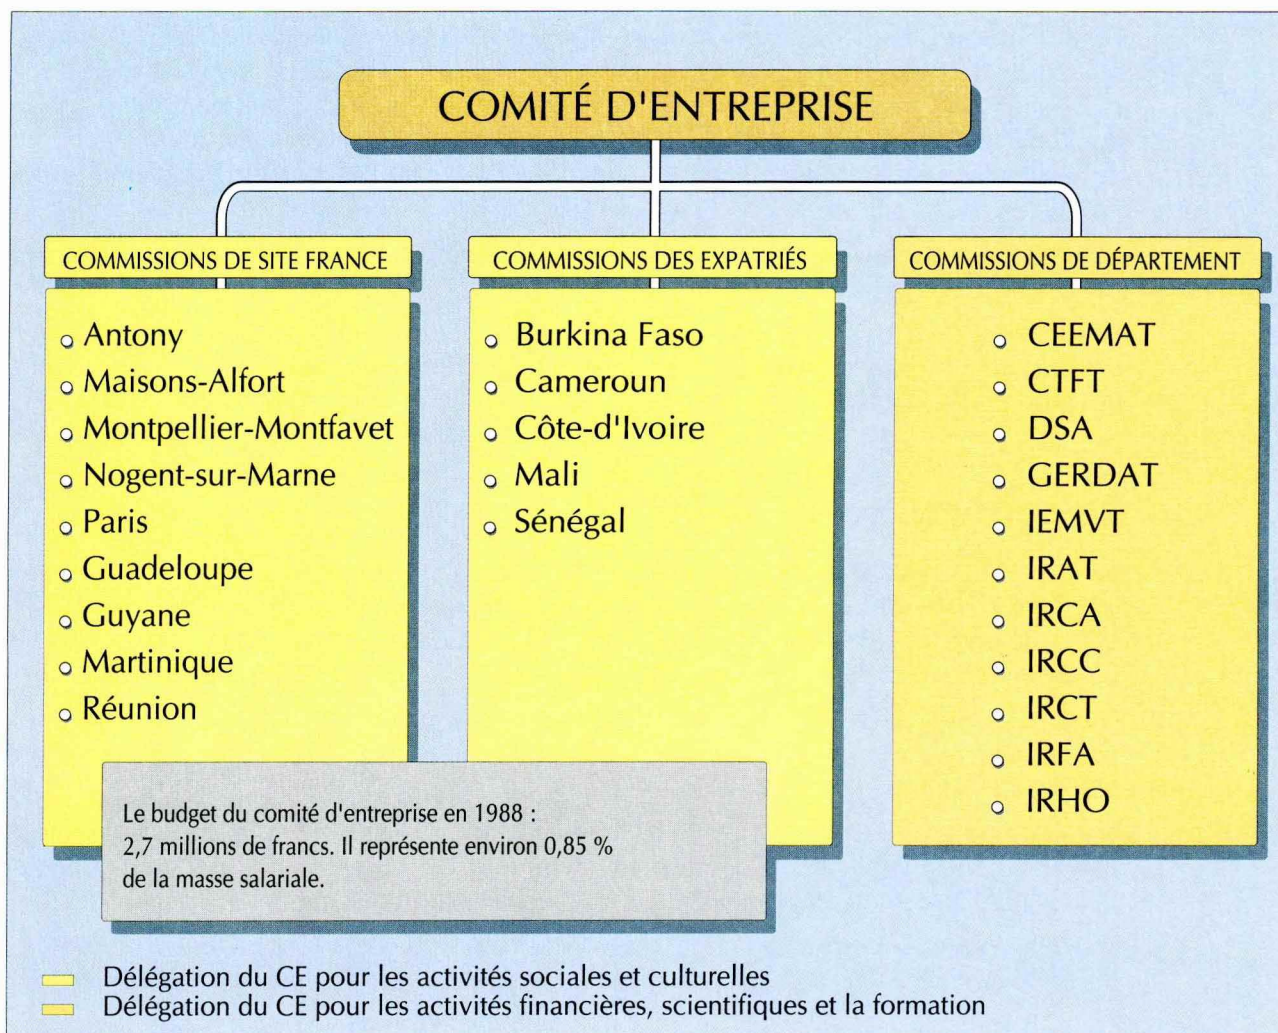 COMITÉ D'ENTREPRISE
COMMISSIONS DE SITE FRANCE
Antony
Maisons-Alfort
Montpellier-Montfavet
Nogent-sur-Marne
Paris
Guadeloupe
Guyane
Martinique
Réunion
COMMISSIONS DES EXPATRIÉS
Burkina Faso
Cameroun
Côte-d'Ivoire
Mali
Sénégal
COMMISSIONS DE DÉPARTEMENT
CEEMAT
CTFT
DSA
GERDAT
IEMVT
IRAT
IRCA
IRCC
IRCT
IRFA
IRHO
Le budget du comité d'entreprise en 1988 :
2,7 millions de francs. Il représente environ 0,85 %
de la masse salariale.
Délégation du CE pour les activités sociales et culturelles
Délégation du CE pour les activités financières, scientifiques et la formation